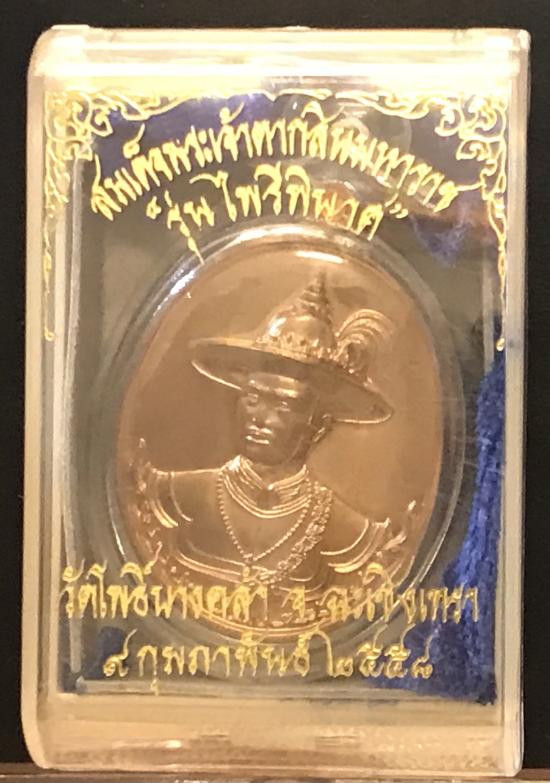 สมเด็จพระเจ้าตากสินมหาราช
"รุ่นไพรีพินาศ"
วัดโพธิ์บางคล้า จ.ฉะเชิงเทรา
๙ กุมภาพันธ์ ๒๕๕๘